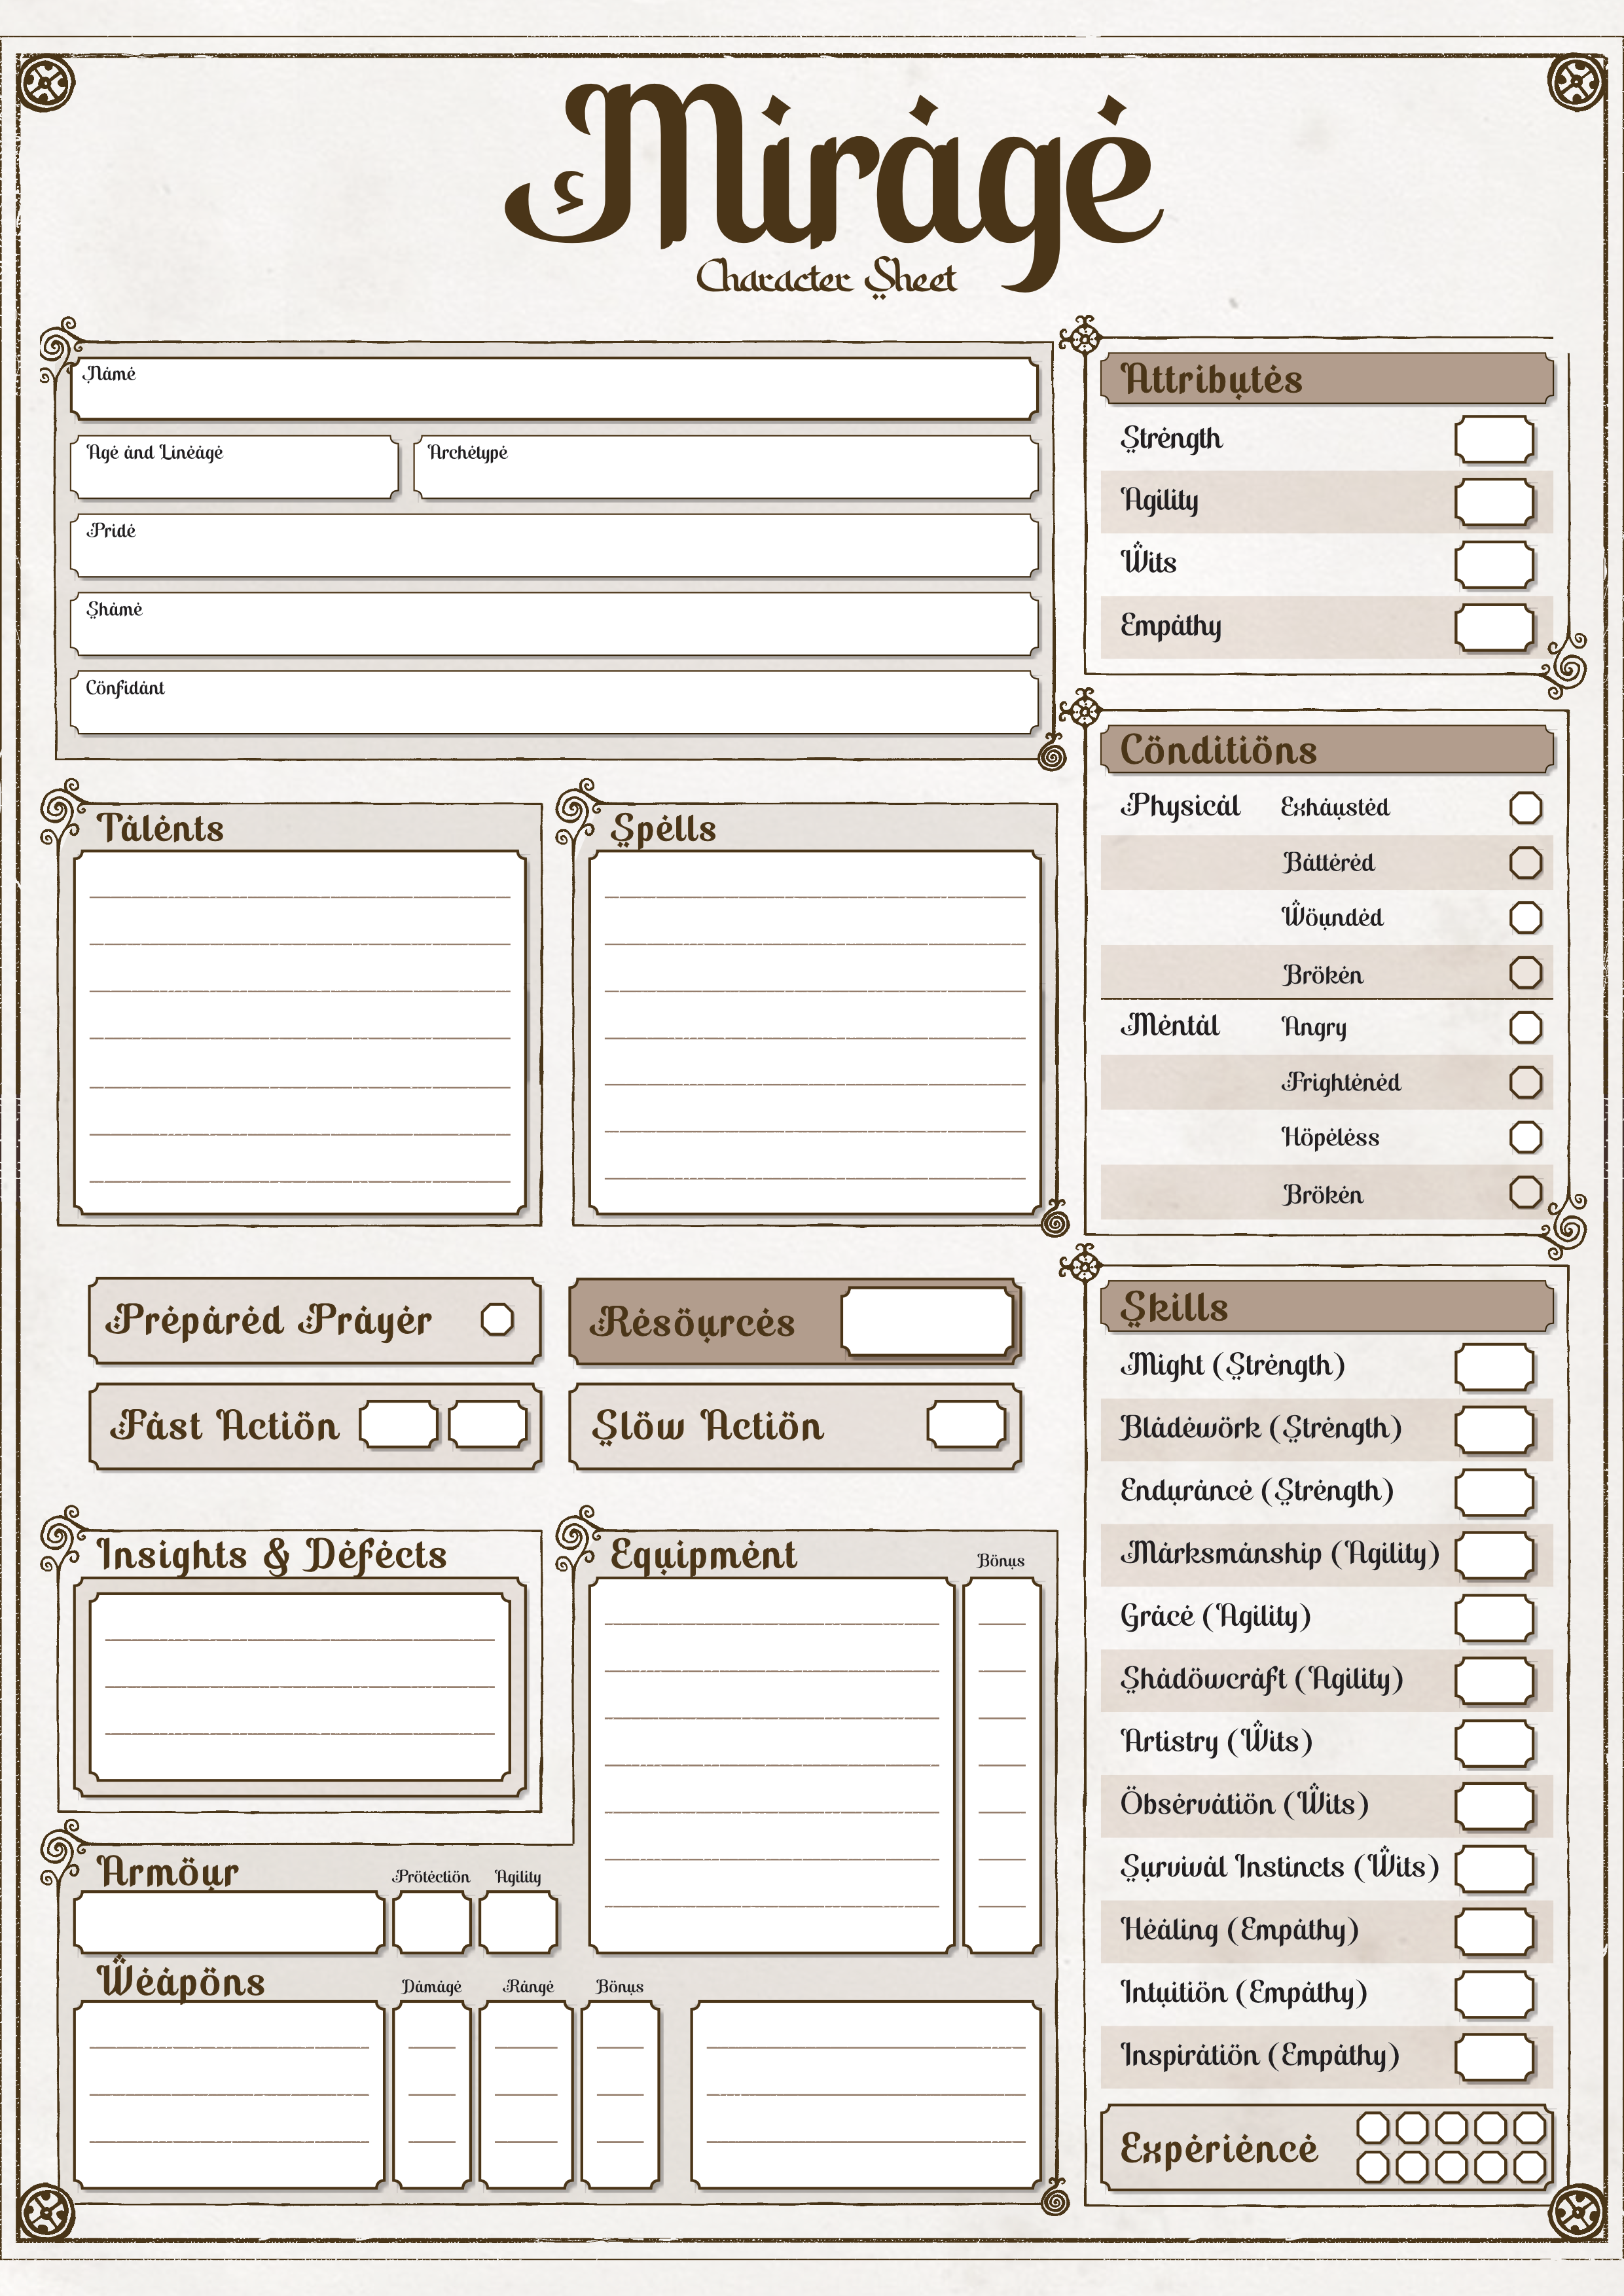 Mirage
Character Sheet
Name
Age and Lineage
Archetype
Pride
Shame
Confidant
Talents
Spells
Prepared Prayer
Resources
Fast Action
Slow Action
Insights & Defects
Equipment
Bonus
Armour
Protection
Agility
Weapons
Damage
Range
Bonus
Attributes
Strength
Agility
Wits
Empathy
Conditions
Physical
Exhausted
Battered
Wounded
Broken
Mental
Angry
Frightened
Hopeless
Broken
Skills
Might (Strength)
Bladework (Strength)
Endurance (Strength)
Marksmanship (Agility)
Grace (Agility)
Shadowcraft (Agility)
Artistry (Wits)
Observation (Wits)
Survival Instincts (Wits)
Healing (Empathy)
Intuition (Empathy)
Inspiration (Empathy)
Experience